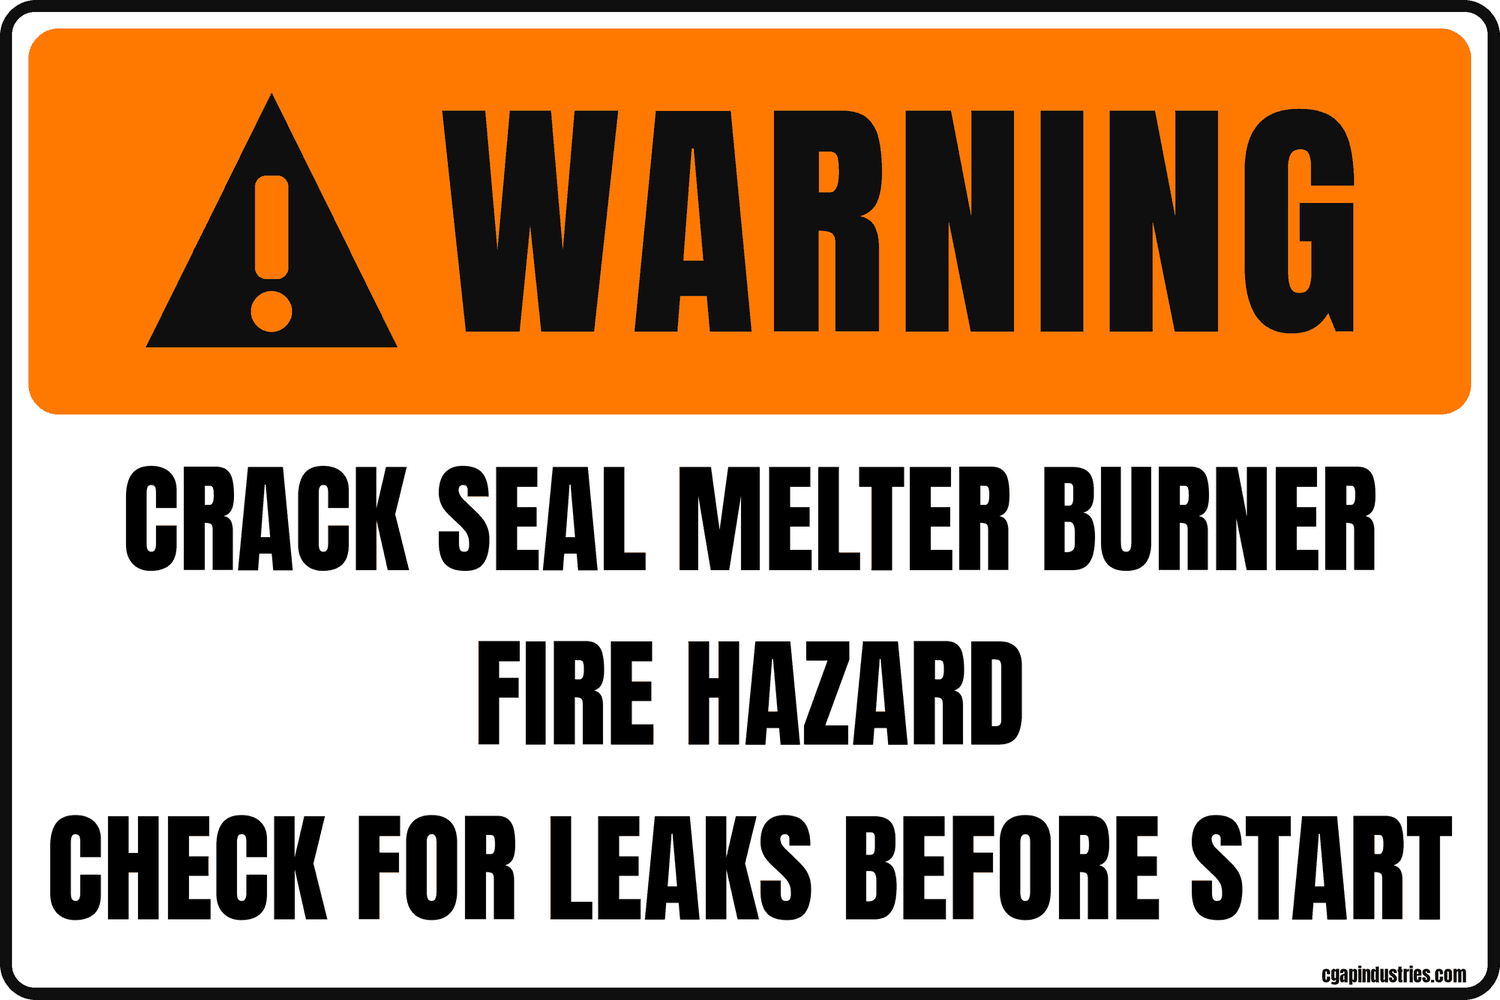 WARNING
CRACK SEAL MELTER BURNER
FIRE HAZARD
CHECK FOR LEAKS BEFORE START
cgapindustries.com